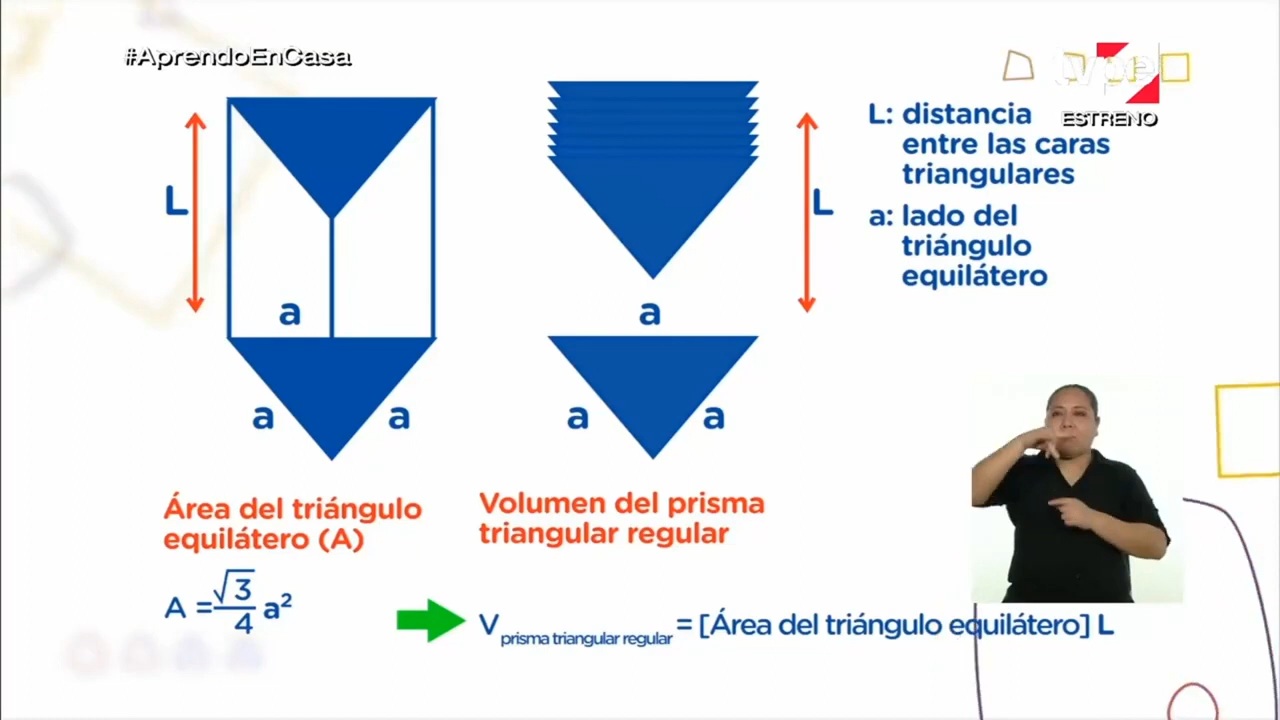 #AprendoEnCasa
tvpe
ESTRENO
L
a
a
a
L
a
a
a
L: distancia
entre las caras
triangulares
a: lado del
triángulo
equilátero
Área del triángulo
equilátero (A)
A = √3/4 a²
Volumen del prisma
triangular regular
V prisma triangular regular = [Área del triángulo equilátero] L